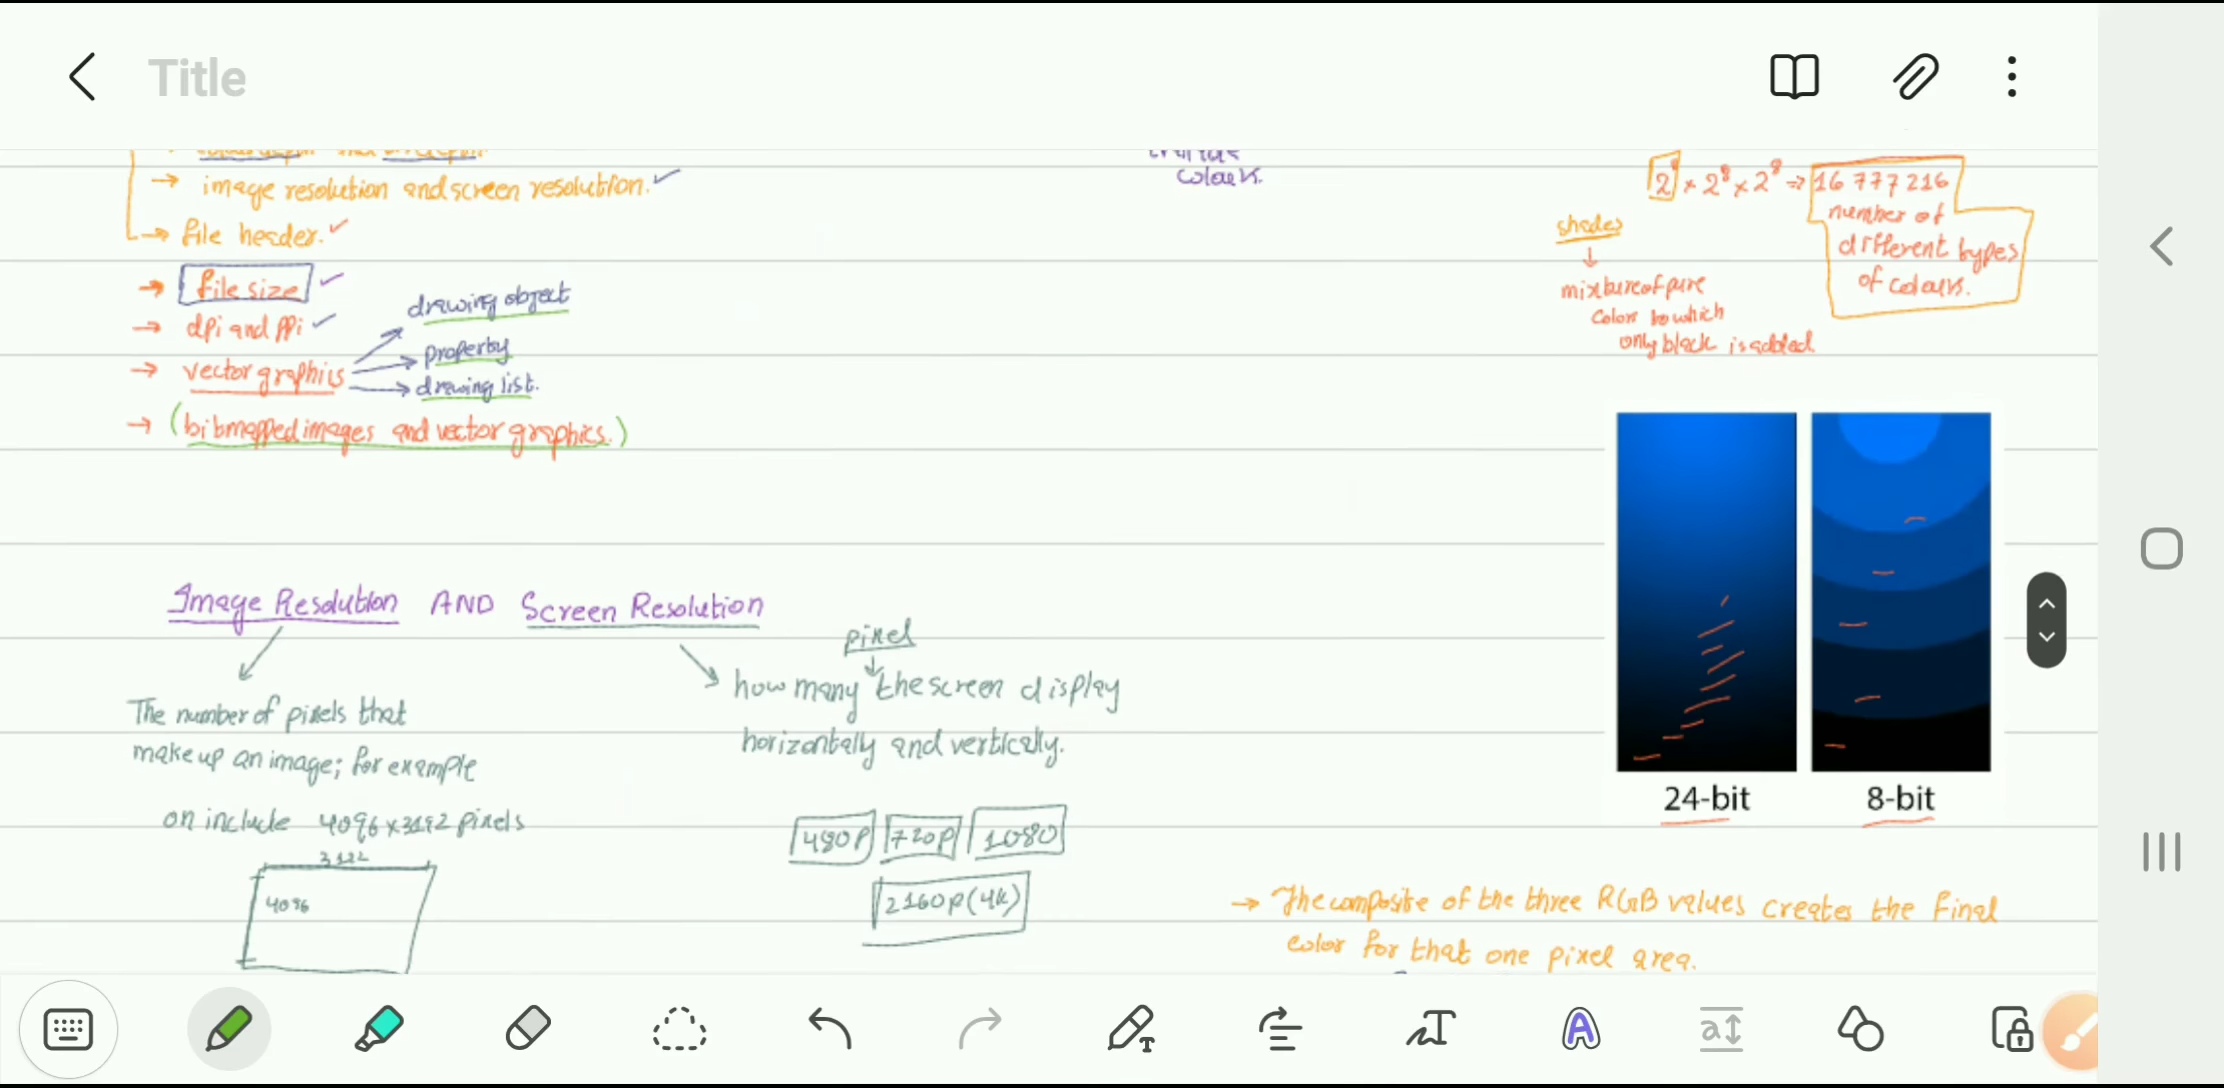 Title
→ image resolution and screen resolution.
→ file header.
→ file size
→ dpi and ppi
→ vector graphics
→ drawing object
→ property
→ drawing list.
→ (bitmapped images and vector graphics.)
colours.
2⁸ × 2⁸ × 2⁸ → 16 777 216
number of
different types
of colours.
shades
↓
mixture of pure
color to which
only black is added
Image Resolution AND Screen Resolution
The number of pixels that
make up an image; for example
on include 4096 x 3192 pixels
4096
pixel
how many the screen display
horizontally and vertically.
480p 720p 1080
2160p (4k)
24-bit 8-bit
→ The composite of the three RGB values creates the final
color for that one pixel area.